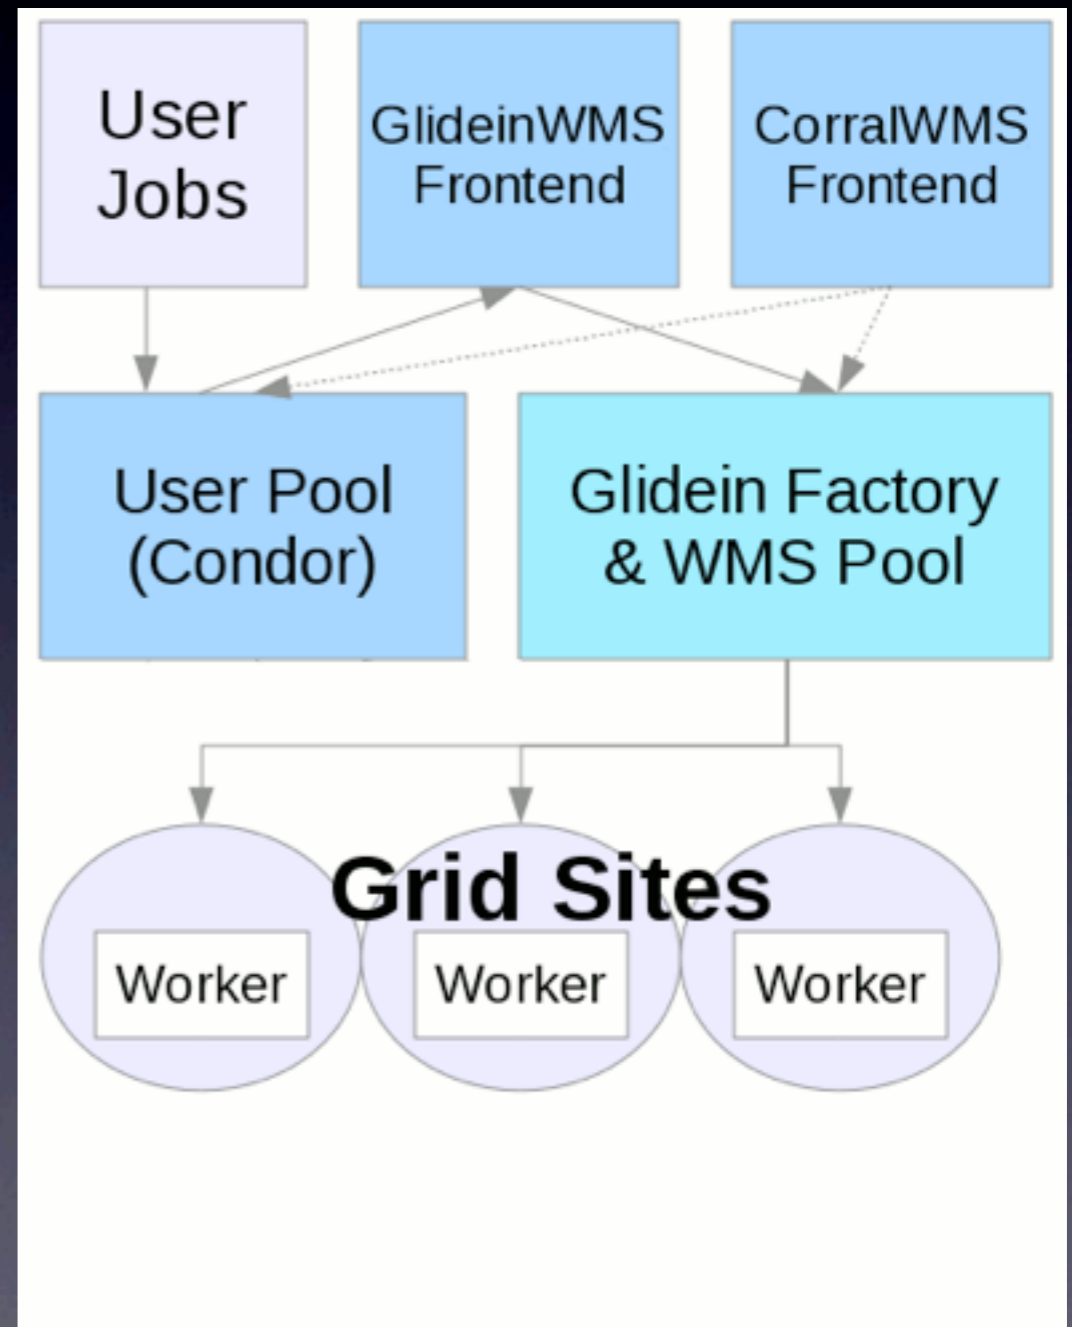 User
Jobs
GlideinWMS
Frontend
CorralWMS
Frontend
User Pool
(Condor)
Glidein Factory
& WMS Pool
Grid Sites
Worker
Worker
Worker